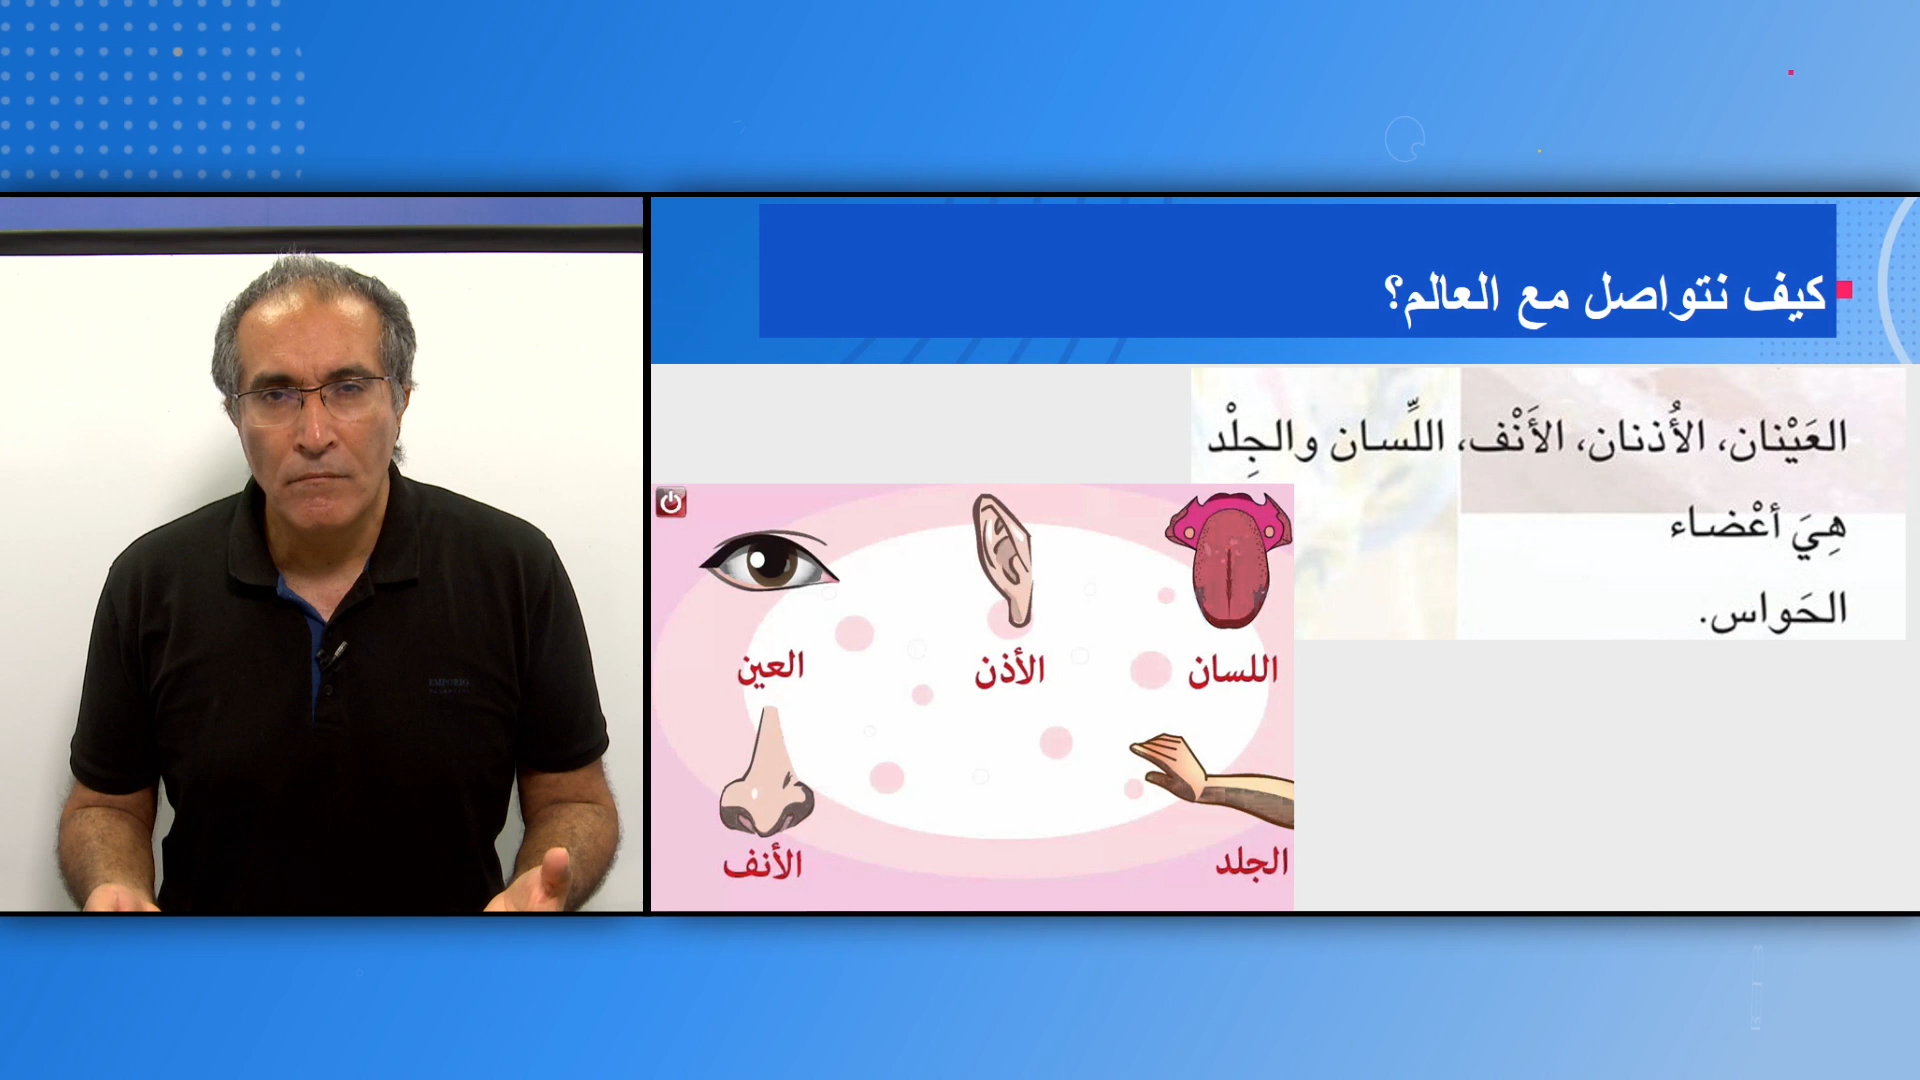 كيف نتواصل مع العالم؟
العَيْنان، الأُذنان، الأَنْف، اللِّسان والجِلْد
هِيَ أعْضاء
الحَواس.
اللسان
الأذن
العين
الجلد
الأنف
EMPORIO